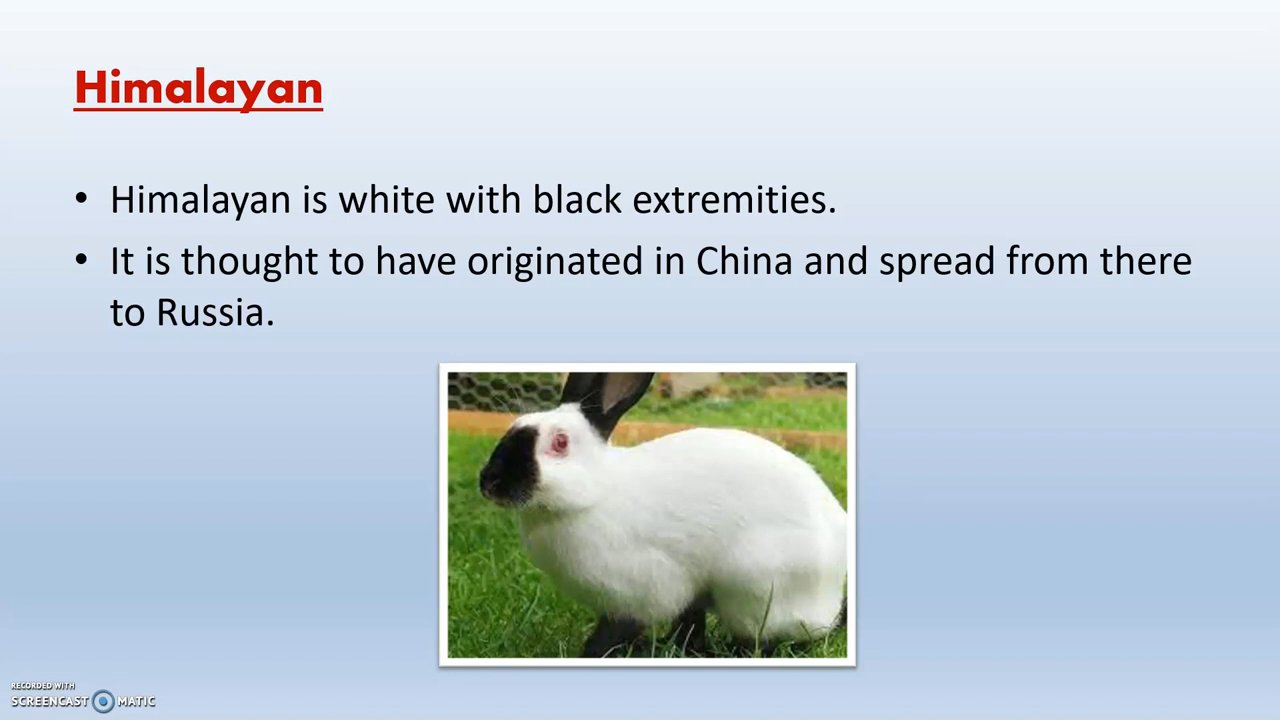 Himalayan
• Himalayan is white with black extremities.
• It is thought to have originated in China and spread from there
to Russia.
RECORDED WITH
SCREENCAST MATIC